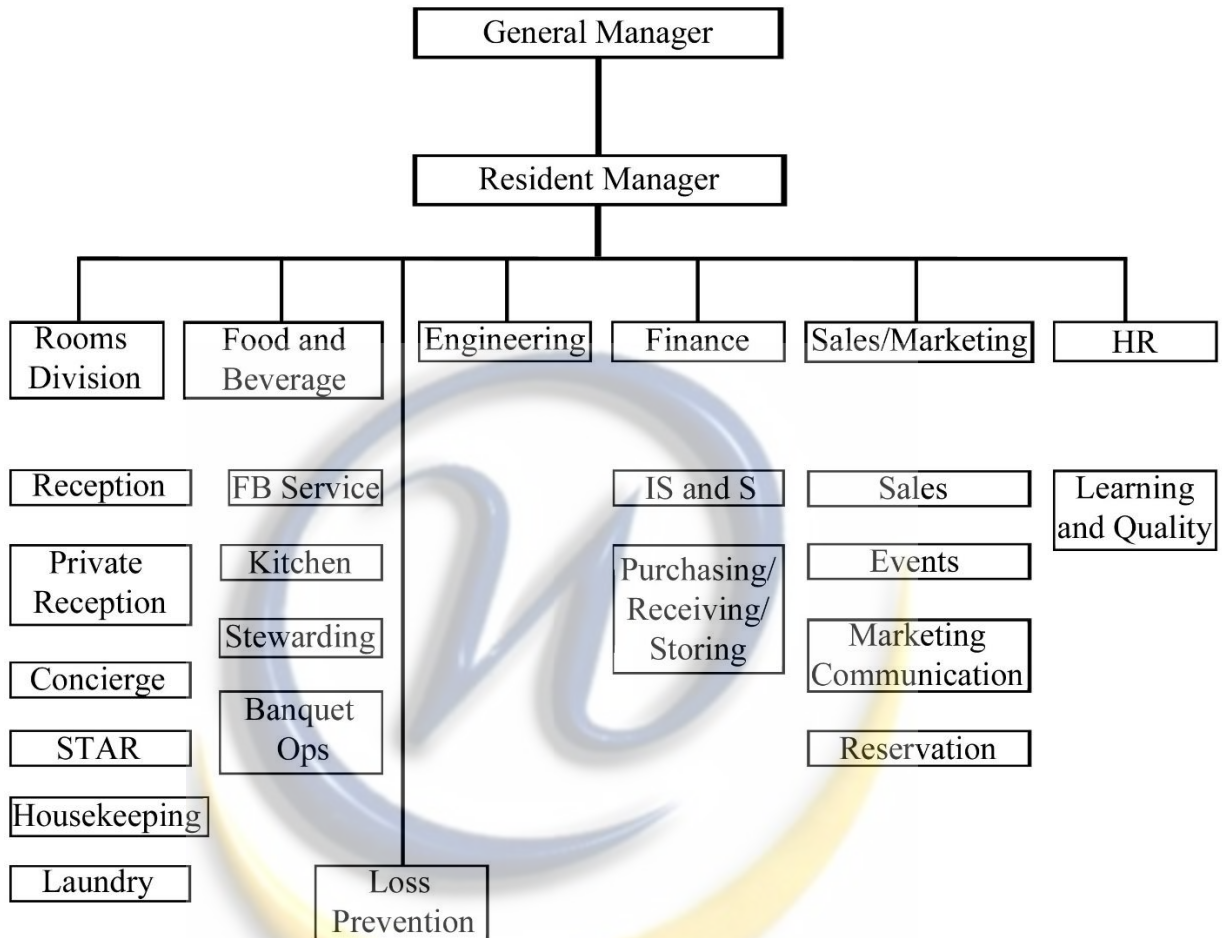 General Manager
Resident Manager
Rooms
Division
Food and
Beverage
Engineering
Finance
Sales/Marketing
HR
Reception
Private
Reception
Concierge
STAR
Housekeeping
Laundry
FB Service
Kitchen
Stewarding
Banquet
Ops
Loss
Prevention
IS and S
Purchasing/
Receiving/
Storing
Sales
Events
Marketing
Communication
Reservation
Learning
and Quality